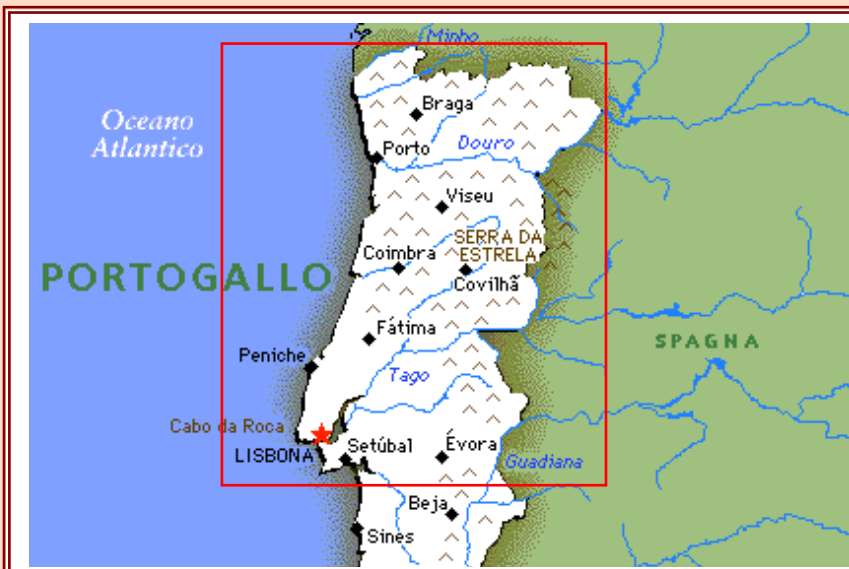 Minho
Braga
Oceano
Atlantico
Douro
Porto
Viseu
SERRA DA
ESTRELA
Coimbra
PORTOGALLO
Covilhã
Fátima
SPAGNA
Peniche
Tago
Cabo da Roca
LISBONA
Setúbal
Évora
Guadiana
Beja
Sines